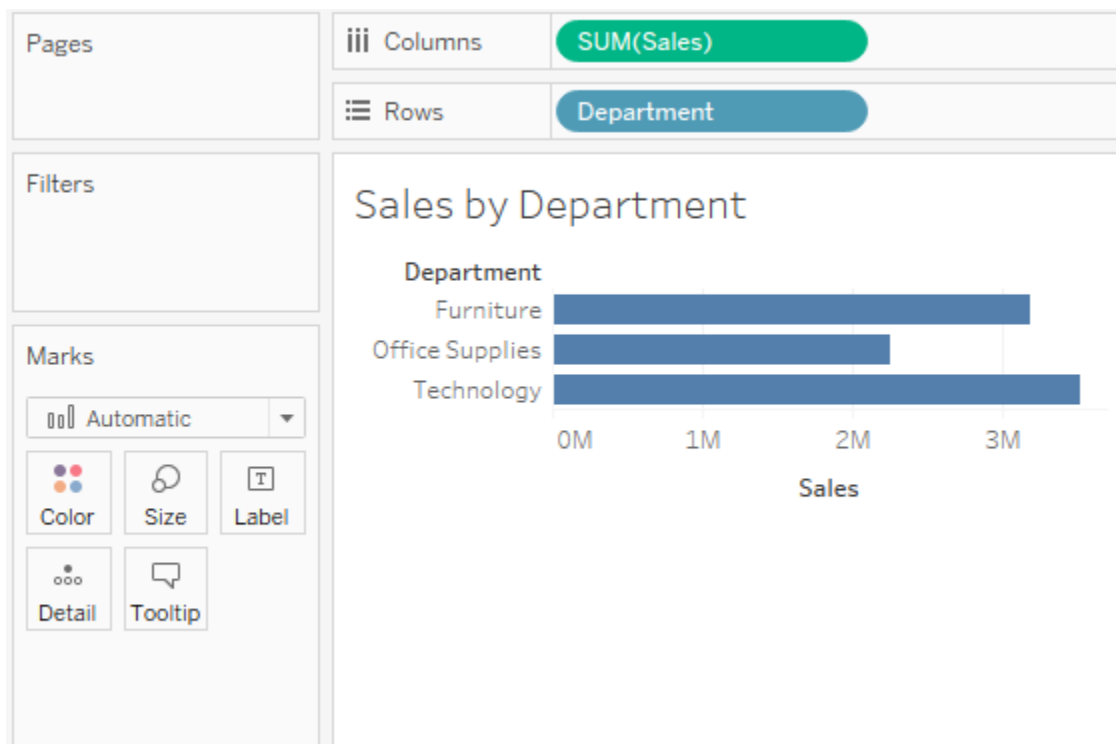 Pages
Columns
SUM(Sales)
Rows
Department
Filters
Marks
Automatic
Color
Size
T
Label
Detail
Tooltip
Sales by Department
Department
Furniture
Office Supplies
Technology
0M 1M 2M 3M
Sales